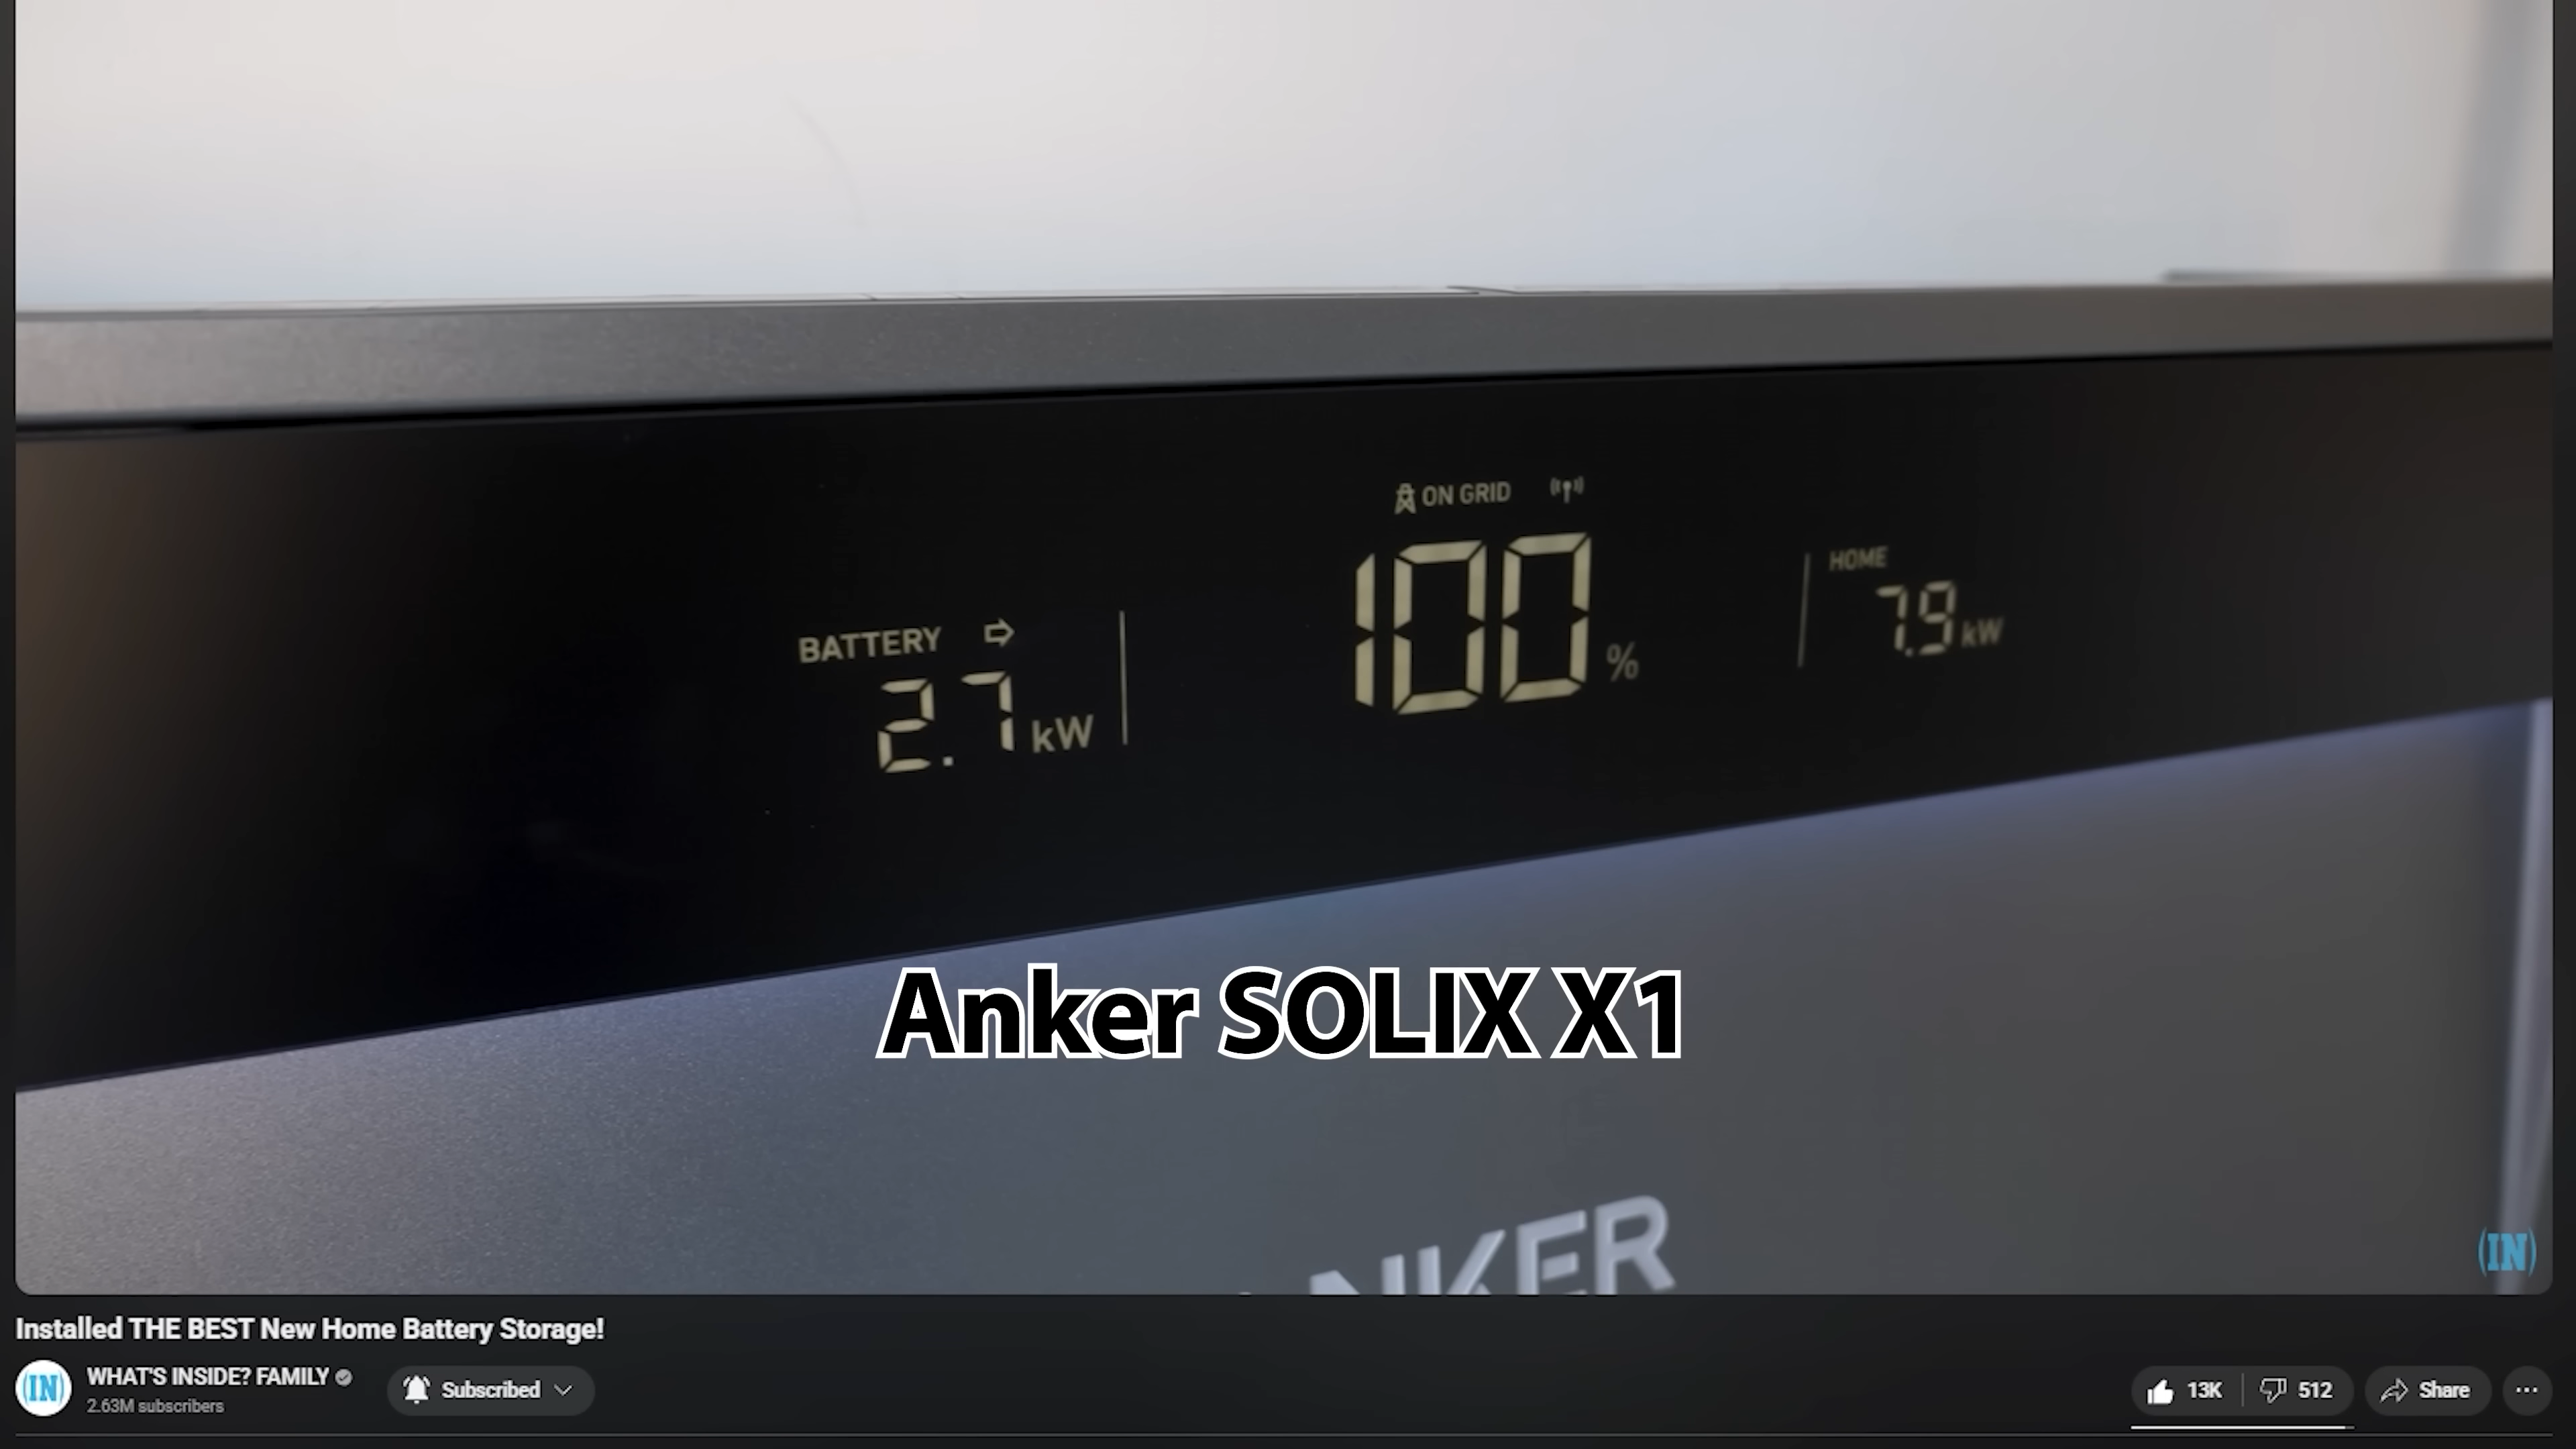 ON GRID
BATTERY
2.7 kW
100 %
HOME
7.9 kW
Anker SOLIX X1
ANKER
(IN)
Installed THE BEST New Home Battery Storage!
(IN)
WHAT'S INSIDE? FAMILY
2.63M subscribers
Subscribed
13K
512
Share